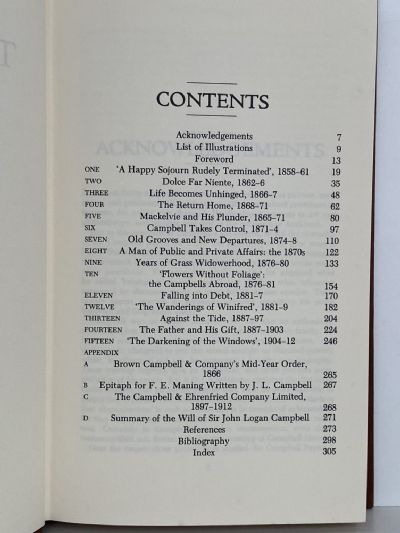 CONTENTS
Acknowledgements 7
List of Illustrations 9
Foreword 13
ONE 'A Happy Sojourn Rudely Terminated', 1858–61 19
TWO Dolce Far Niente, 1862–6 35
THREE Life Becomes Unhinged, 1866–7 48
FOUR The Return Home, 1868–71 62
FIVE Mackelvie and His Plunder, 1865–71 80
SIX Campbell Takes Control, 1871–4 97
SEVEN Old Grooves and New Departures, 1874–8 110
EIGHT A Man of Public and Private Affairs: the 1870s 122
NINE Years of Grass Widowerhood, 1876–80 133
TEN 'Flowers Without Foliage':
the Campbells Abroad, 1876–81 154
ELEVEN Falling into Debt, 1881–7 170
TWELVE 'The Wanderings of Winifred', 1881–9 182
THIRTEEN Against the Tide, 1887–97 204
FOURTEEN The Father and His Gift, 1887–1903 224
FIFTEEN 'The Darkening of the Windows', 1904–12 246
APPENDIX
A Brown Campbell & Company's Mid-Year Order,
1866 265
B Epitaph for F. E. Maning Written by J. L. Campbell 267
C The Campbell & Ehrenfried Company Limited,
1897–1912 268
D Summary of the Will of Sir John Logan Campbell 271
References 273
Bibliography 298
Index 305